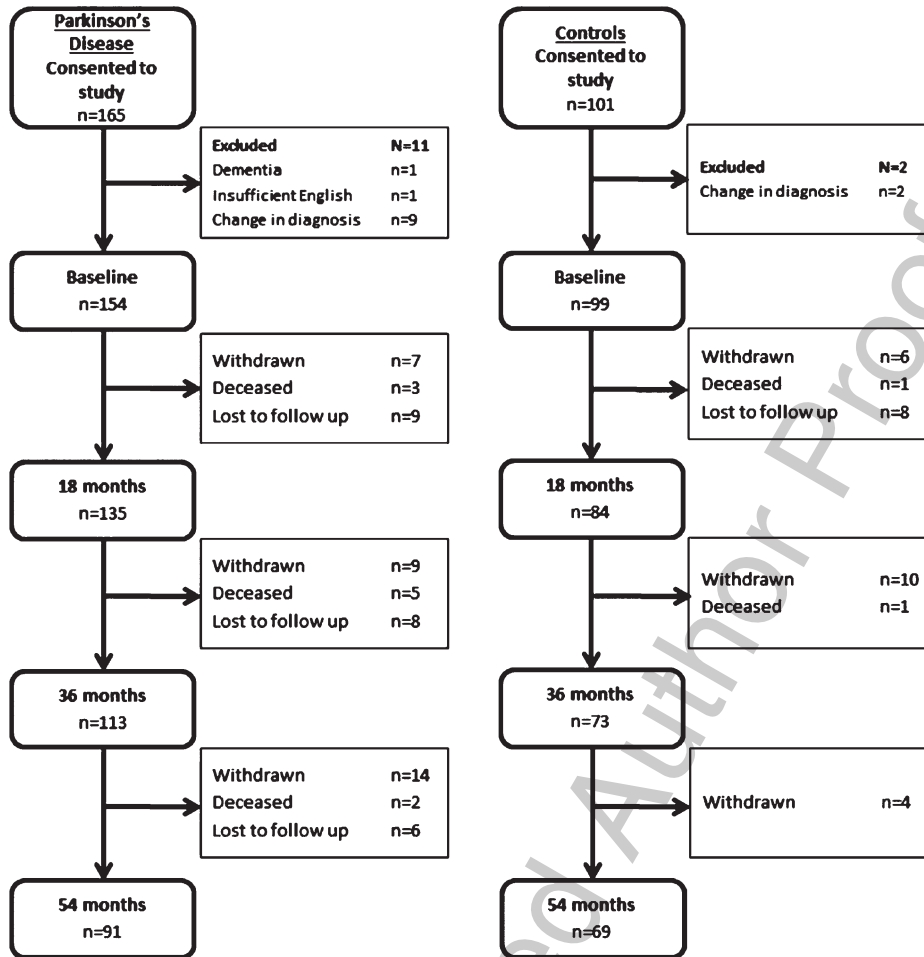 Parkinson's
Disease
Consented to
study
n=165
Excluded N=11
Dementia n=1
Insufficient English n=1
Change in diagnosis n=9
Baseline
n=154
Withdrawn n=7
Deceased n=3
Lost to follow up n=9
18 months
n=135
Withdrawn n=9
Deceased n=5
Lost to follow up n=8
36 months
n=113
Withdrawn n=14
Deceased n=2
Lost to follow up n=6
54 months
n=91
Controls
Consented to
study
n=101
Excluded N=2
Change in diagnosis n=2
Baseline
n=99
Withdrawn n=6
Deceased n=1
Lost to follow up n=8
18 months
n=84
Withdrawn n=10
Deceased n=1
36 months
n=73
Withdrawn n=4
54 months
n=69
Author Proof